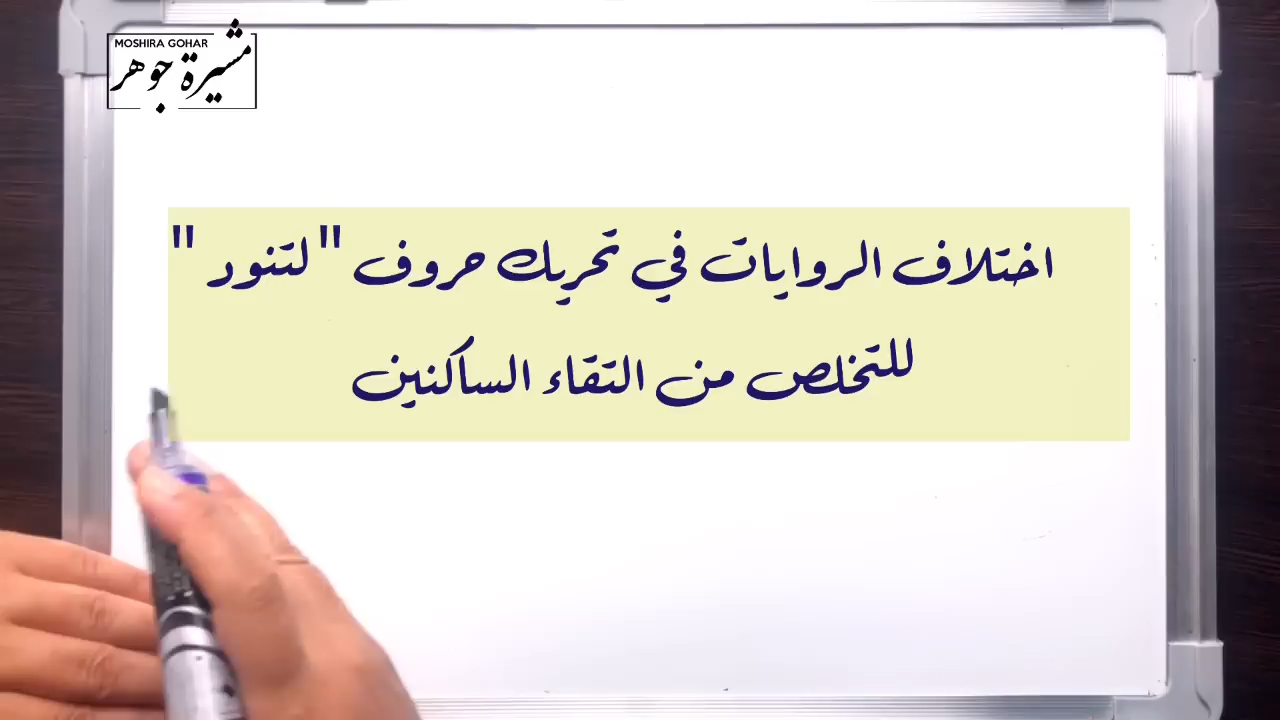 MOSHIRA GOHAR
مشيرة جوهر
اختلاف الروايات في تحريك حروف "لتنود "
للتخلص من التقاء الساكنين